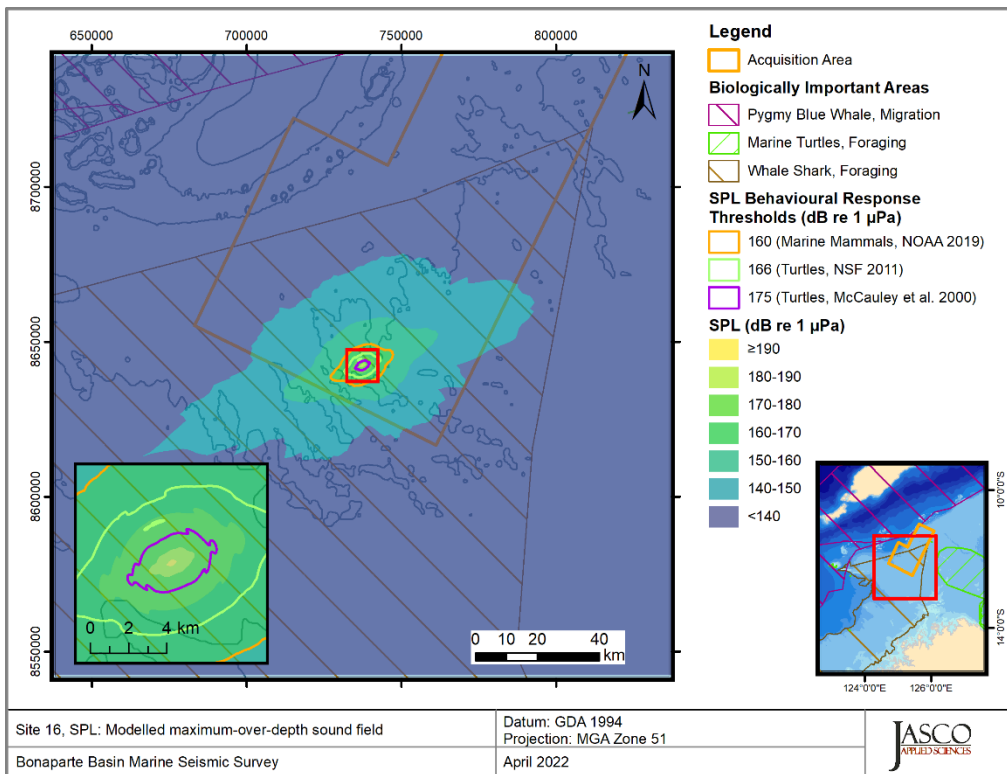 650000 700000 750000 800000
8700000
8650000
8600000
8550000
N
0 2 4 km
0 10 20 40
km
Legend
Acquisition Area
Biologically Important Areas
Pygmy Blue Whale, Migration
Marine Turtles, Foraging
Whale Shark, Foraging
SPL Behavioural Response
Thresholds (dB re 1 µPa)
160 (Marine Mammals, NOAA 2019)
166 (Turtles, NSF 2011)
175 (Turtles, McCauley et al. 2000)
SPL (dB re 1 µPa)
≥190
180-190
170-180
160-170
150-160
140-150
<140
10°0'0"S
14°0'0"S
124°0'0"E 126°0'0"E
Site 16, SPL: Modelled maximum-over-depth sound field
Datum: GDA 1994
Projection: MGA Zone 51
Bonaparte Basin Marine Seismic Survey
April 2022
JASCO
APPLIED SCIENCES